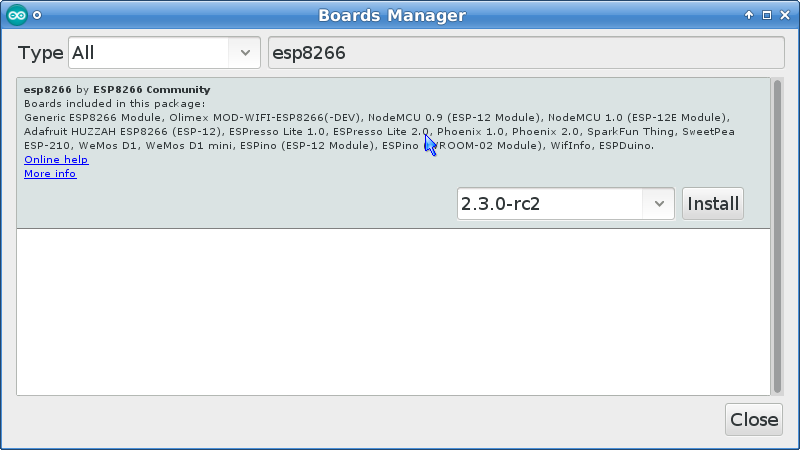 Boards Manager
Type All esp8266
esp8266 by ESP8266 Community
Boards included in this package:
Generic ESP8266 Module, Olimex MOD-WIFI-ESP8266(-DEV), NodeMCU 0.9 (ESP-12 Module), NodeMCU 1.0 (ESP-12E Module),
Adafruit HUZZAH ESP8266 (ESP-12), ESPresso Lite 1.0, ESPresso Lite 2.0, Phoenix 1.0, Phoenix 2.0, SparkFun Thing, SweetPea
ESP-210, WeMos D1, WeMos D1 mini, ESPino (ESP-12 Module), ESPino (WROOM-02 Module), WifInfo, ESPDuino.
Online help
More info
2.3.0-rc2 Install
Close